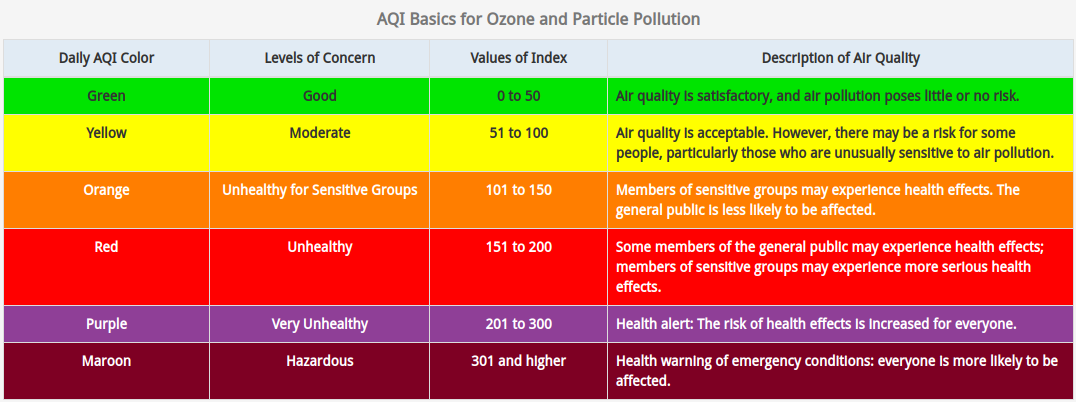 AQI Basics for Ozone and Particle Pollution
Daily AQI Color Levels of Concern Values of Index Description of Air Quality
Green Good 0 to 50 Air quality is satisfactory, and air pollution poses little or no risk.
Yellow Moderate 51 to 100 Air quality is acceptable. However, there may be a risk for some
people, particularly those who are unusually sensitive to air pollution.
Orange Unhealthy for Sensitive Groups 101 to 150 Members of sensitive groups may experience health effects. The
general public is less likely to be affected.
Red Unhealthy 151 to 200 Some members of the general public may experience health effects;
members of sensitive groups may experience more serious health
effects.
Purple Very Unhealthy 201 to 300 Health alert: The risk of health effects is increased for everyone.
Maroon Hazardous 301 and higher Health warning of emergency conditions: everyone is more likely to be
affected.